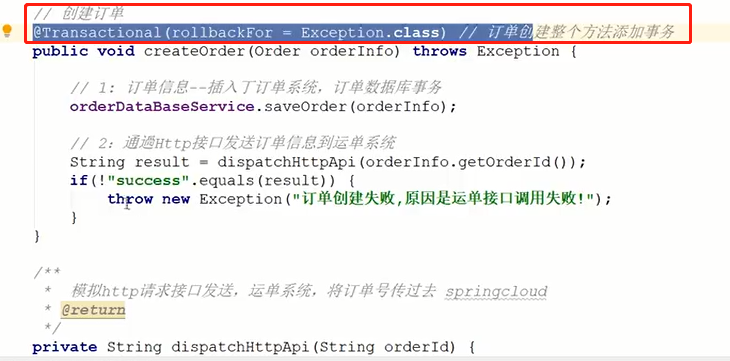 // 创建订单
@Transactional(rollbackFor = Exception.class) // 订单创建整个方法添加事务
public void createOrder(Order orderInfo) throws Exception {
// 1: 订单信息--插入丁订单系统，订单数据库事务
orderDataBaseService.saveOrder(orderInfo);
// 2：通過Http接口发送订单信息到运单系统
String result = dispatchHttpApi(orderInfo.getOrderId());
if(!"success".equals(result)) {
throw new Exception("订单创建失败,原因是运单接口调用失败!");
}
}
/**
* 模拟http请求接口发送，运单系统，将订单号传过去 springcloud
* @return
*/
private String dispatchHttpApi(String orderId) {